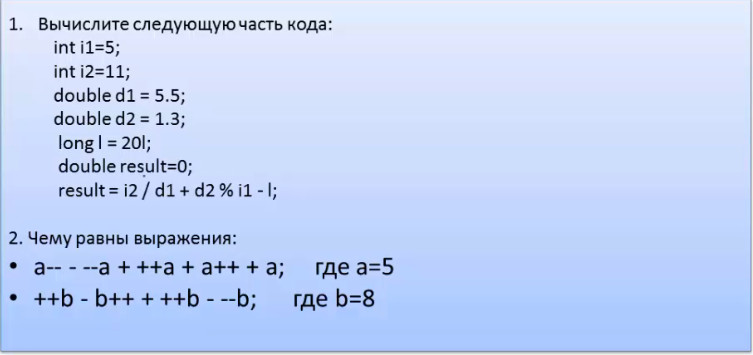 1. Вычислите следующую часть кода:
int i1=5;
int i2=11;
double d1 = 5.5;
double d2 = 1.3;
long l = 20l;
double result=0;
result = i2 / d1 + d2 % i1 - l;
2. Чему равны выражения:
• a-- - --a + ++a + a++ + a; где a=5
• ++b - b++ + ++b - --b; где b=8